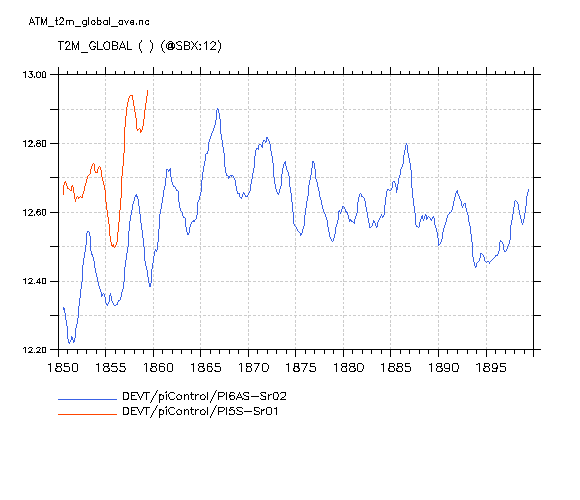 ATM_t2m_global_ave.nc
T2M_GLOBAL ( ) (@SBX:12)
13.00
12.80
12.60
12.40
12.20
1850 1855 1860 1865 1870 1875 1880 1885 1890 1895
DEVT/piControl/PI6AS-Sr02
DEVT/piControl/PI5S-Sr01